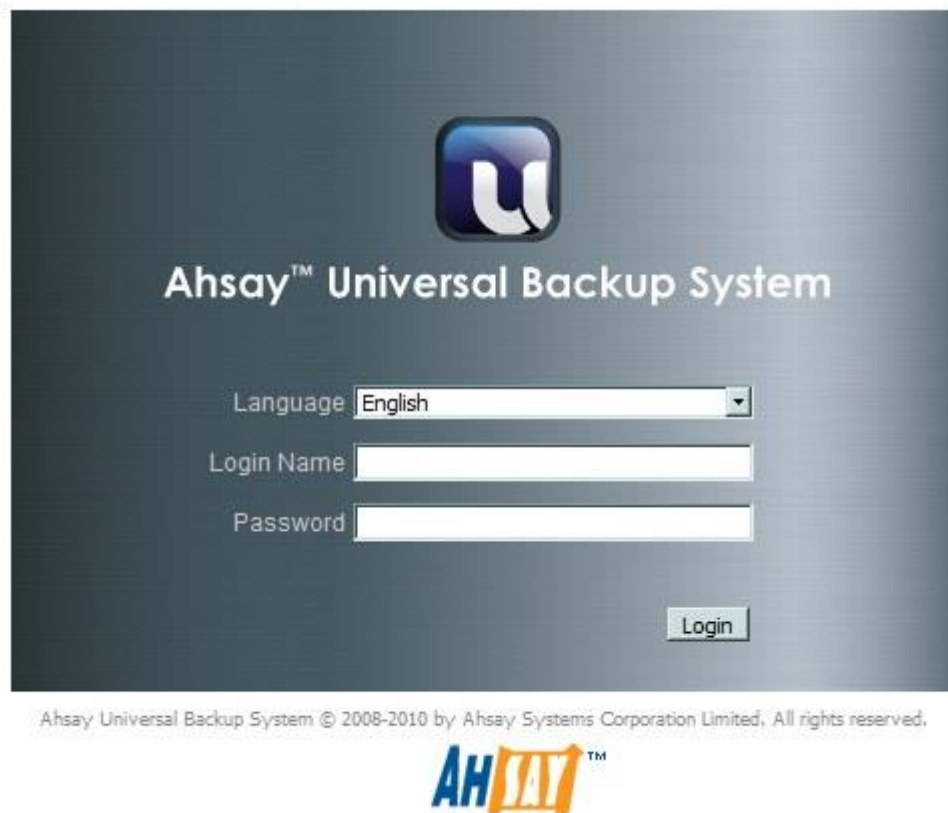 u
Ahsay™ Universal Backup System
Language English
Login Name
Password
Login
Ahsay Universal Backup System © 2008-2010 by Ahsay Systems Corporation Limited. All rights reserved.
AHSAY™